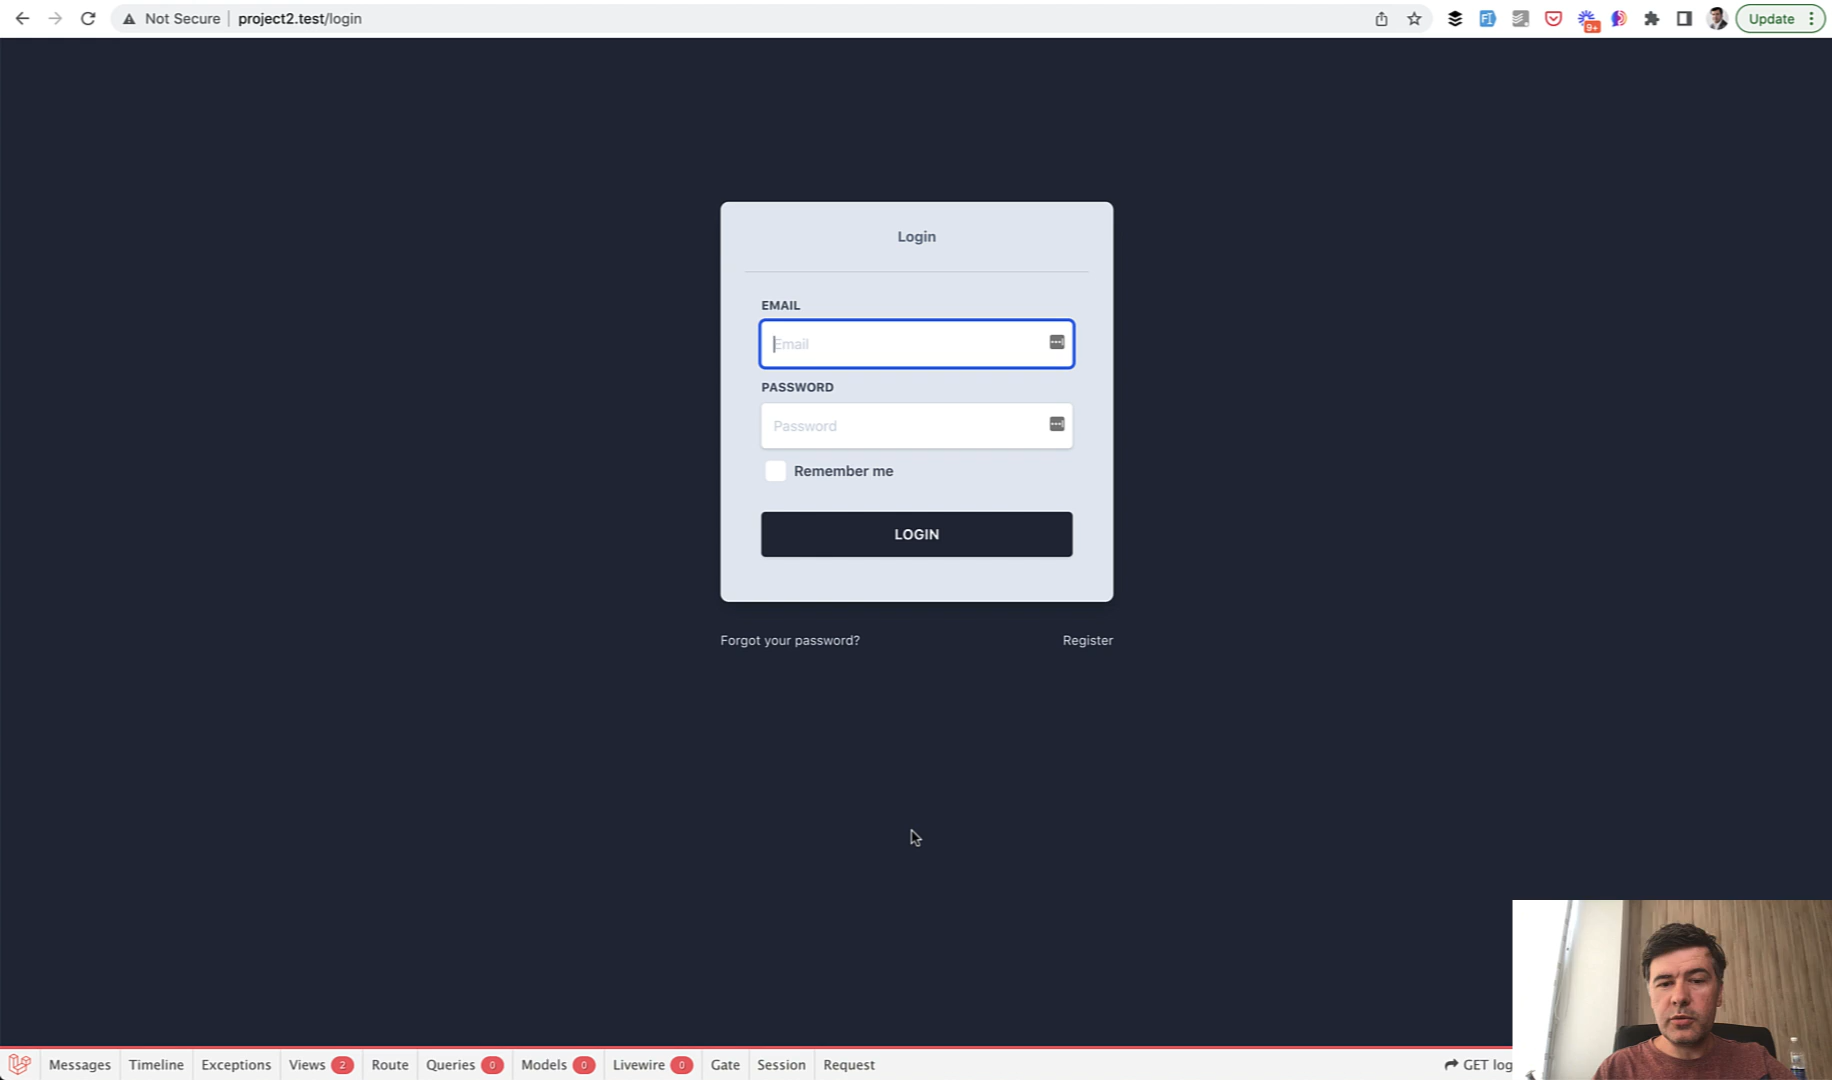 Not Secure project2.test/login
9+
Update
Login
EMAIL
Email
PASSWORD
Password
Remember me
LOGIN
Forgot your password? Register
Messages Timeline Exceptions Views 2 Route Queries 0 Models 0 Livewire 0 Gate Session Request GET log